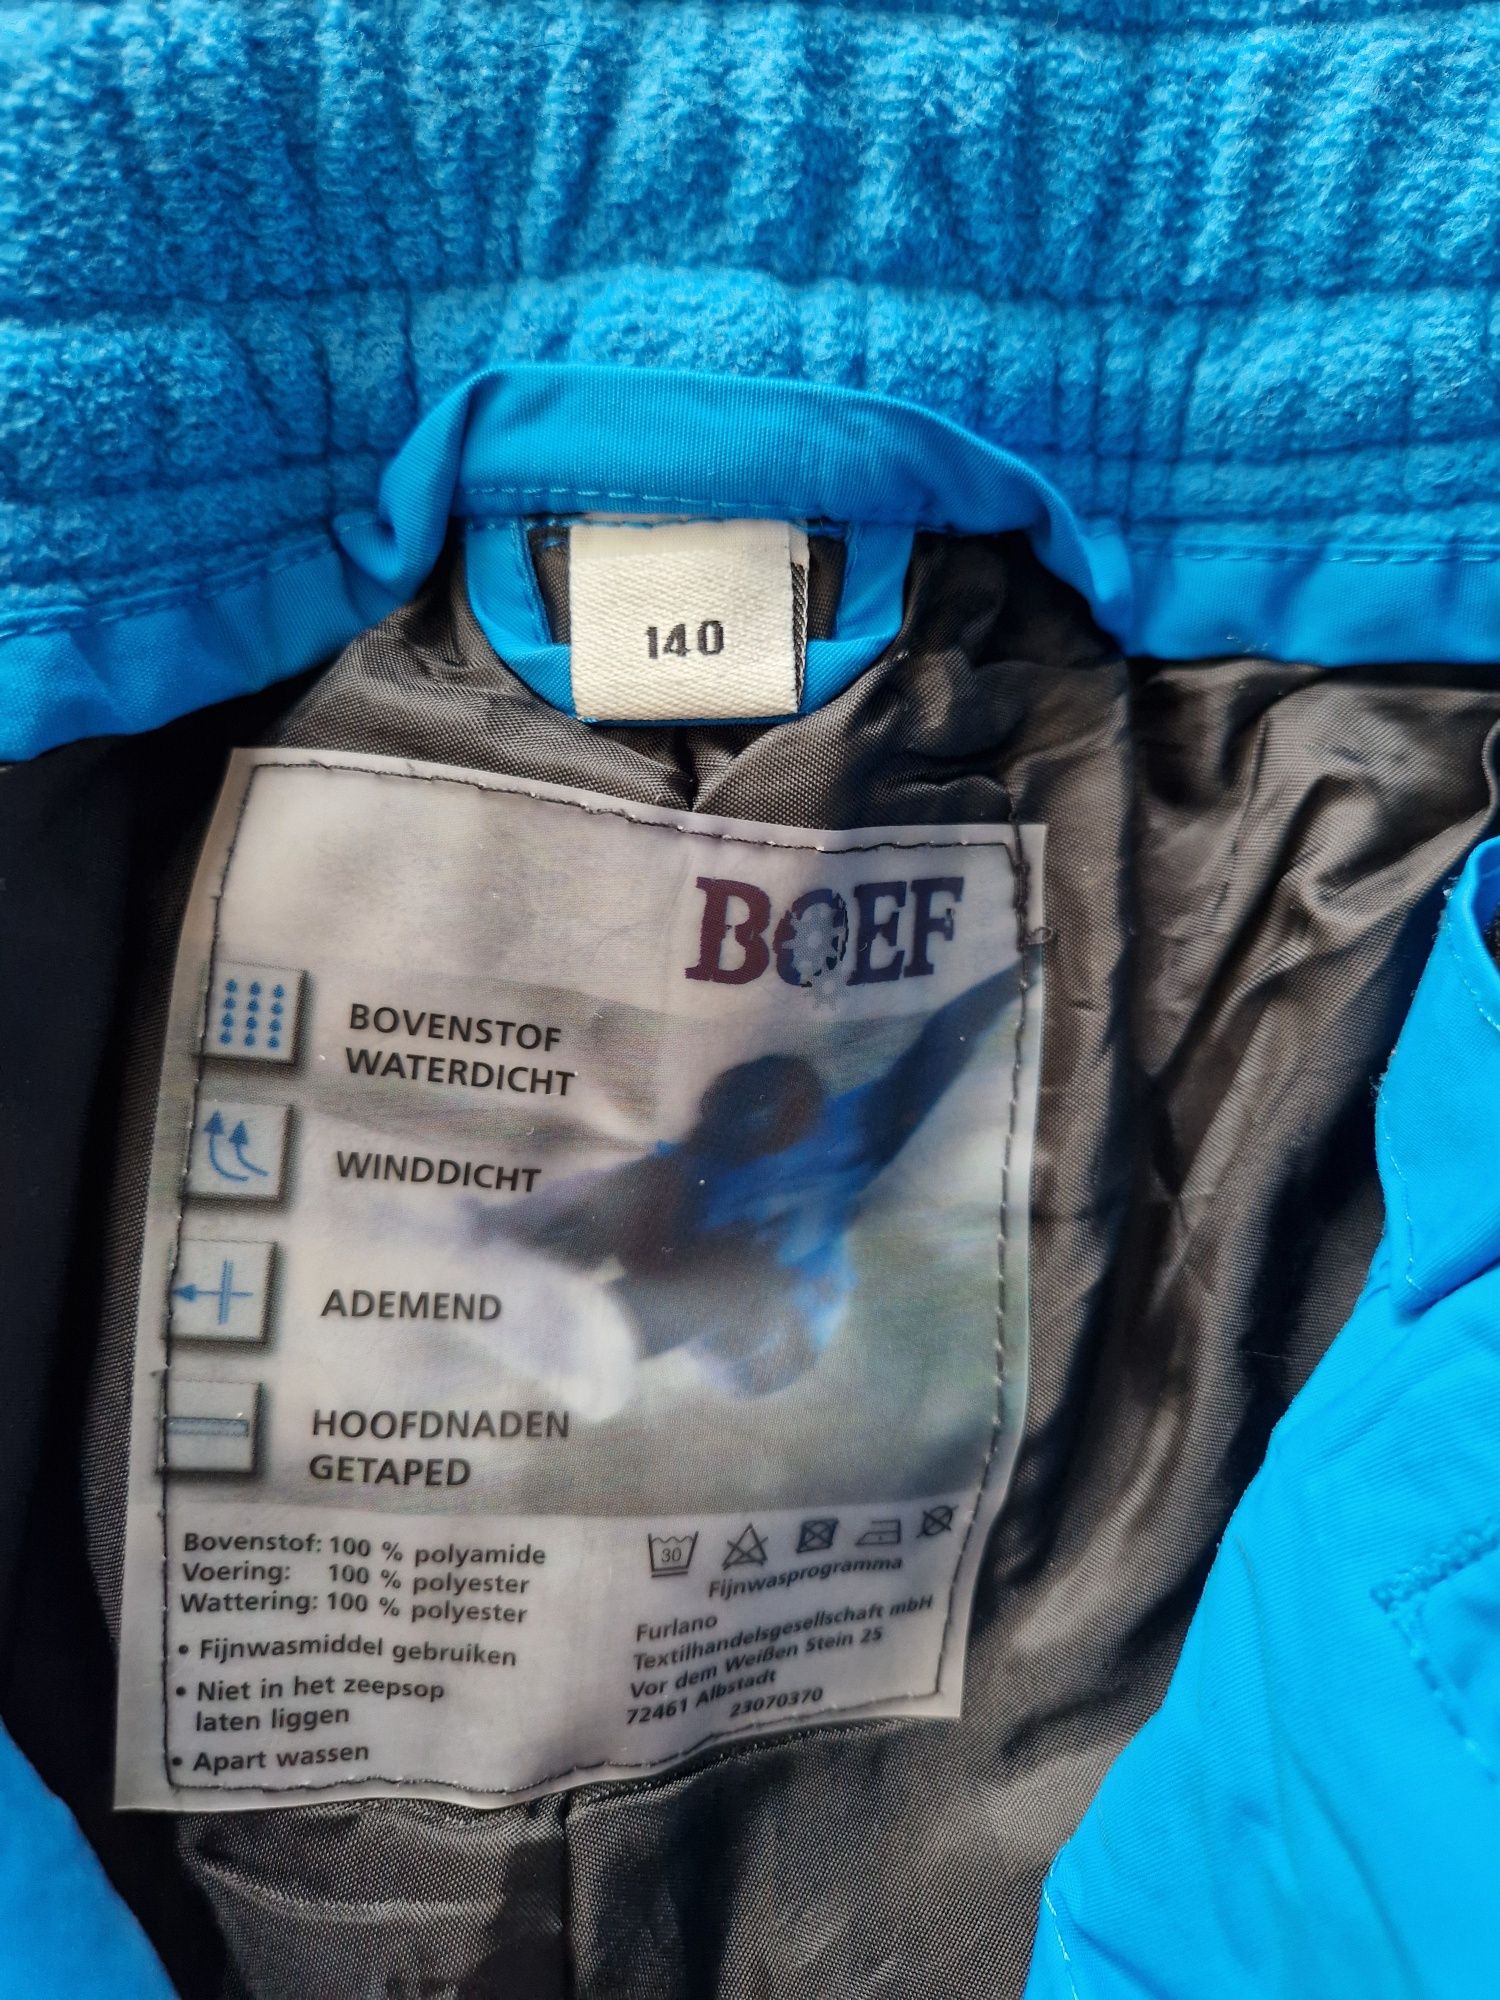 140
BOEF
BOVENSTOF
WATERDICHT
WINDDICHT
ADEMEND
HOOFDNADEN
GETAPED
Bovenstof: 100 % polyamide
Voering: 100 % polyester
Wattering: 100 % polyester
• Fijnwasmiddel gebruiken
• Niet in het zeepsop
laten liggen
• Apart wassen
30
Fijnwasprogramma
Furlano
Textilhandelsgesellschaft mbH
Vor dem Weißen Stein 25
72461 Albstadt
23070370